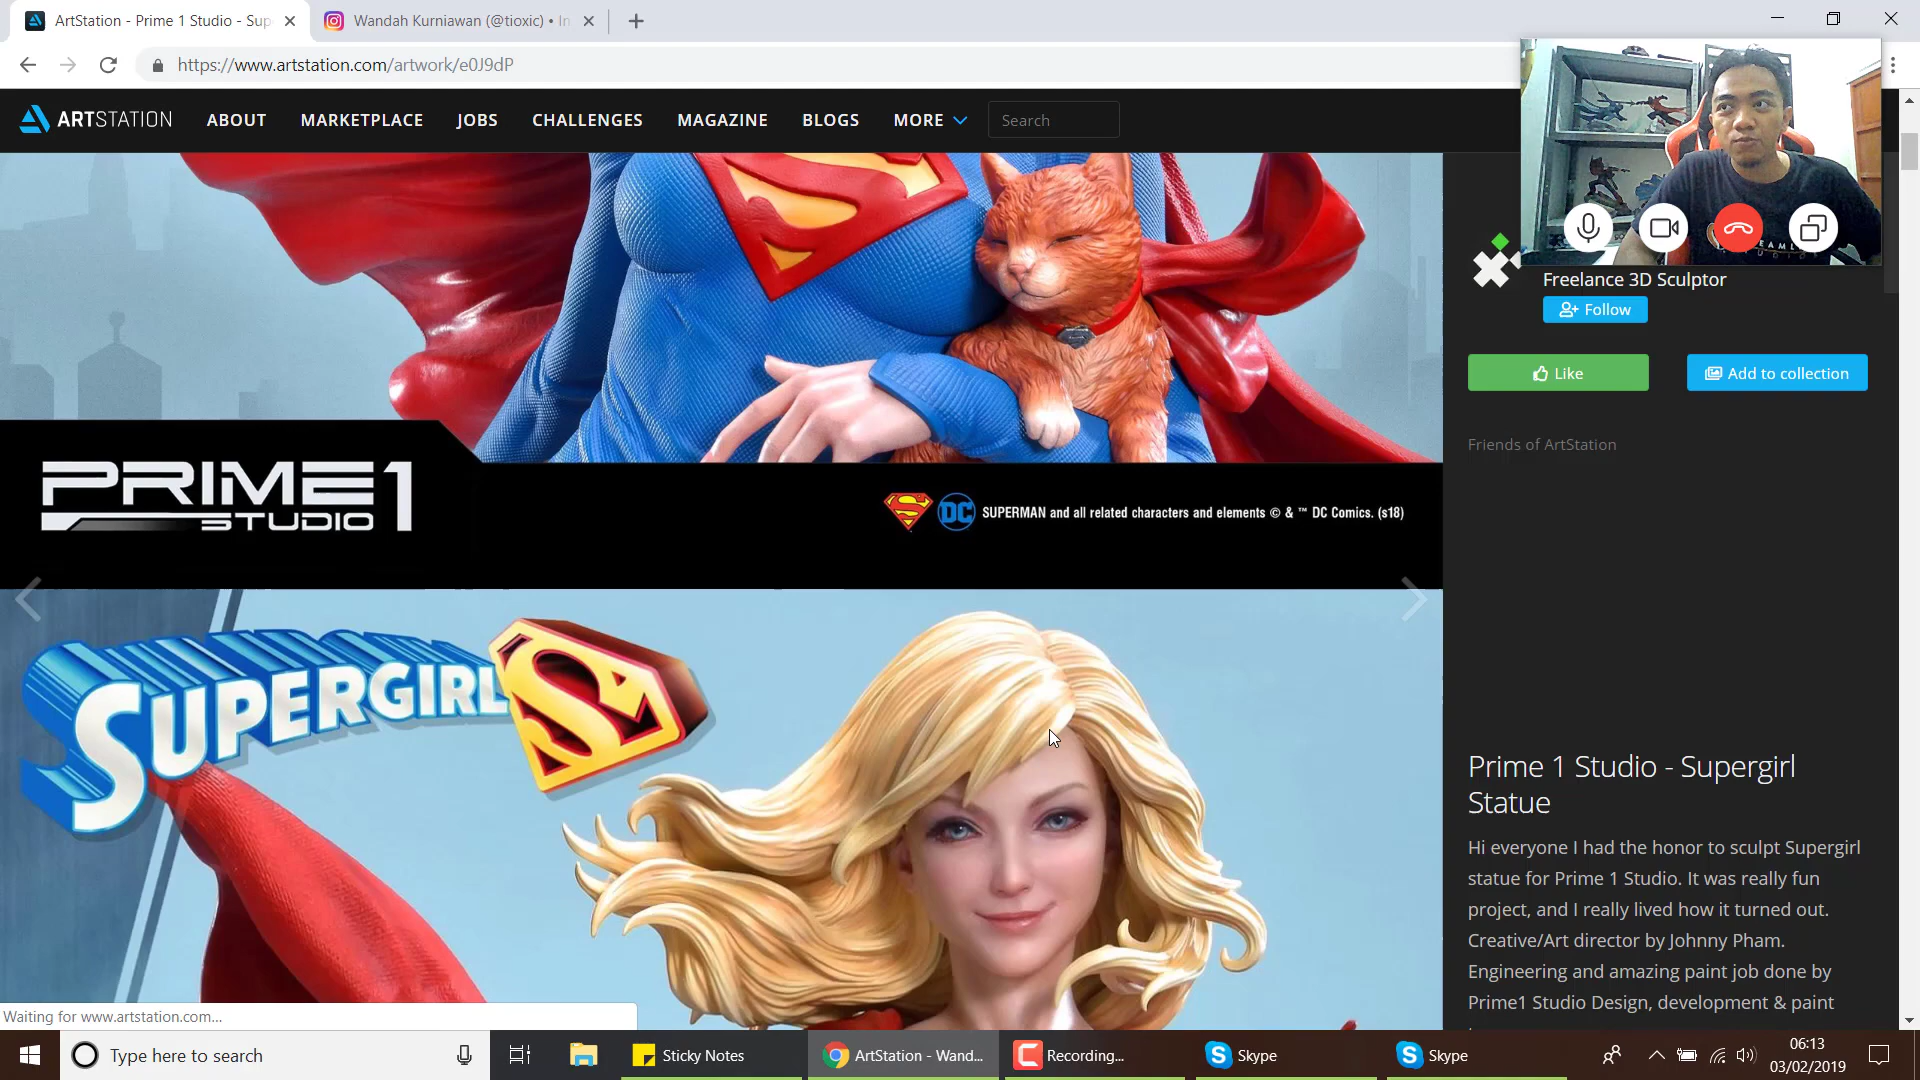 ArtStation - Prime 1 Studio - Sup
Wandah Kurniawan (@tioxic) • In
https://www.artstation.com/artwork/e0J9dP
ARTSTATION
ABOUT
MARKETPLACE
JOBS
CHALLENGES
MAGAZINE
BLOGS
MORE
Search
Freelance 3D Sculptor
Follow
Like
Add to collection
Friends of ArtStation
PRIME 1
STUDIO
DC
SUPERMAN and all related characters and elements © & ™ DC Comics. (s18)
SUPERGIRL
S
Prime 1 Studio - Supergirl
Statue
Hi everyone I had the honor to sculpt Supergirl
statue for Prime 1 Studio. It was really fun
project, and I really lived how it turned out.
Creative/Art director by Johnny Pham.
Engineering and amazing paint job done by
Prime1 Studio Design, development & paint
Waiting for www.artstation.com...
Type here to search
Sticky Notes
ArtStation - Wand...
Recording...
Skype
Skype
06:13
03/02/2019